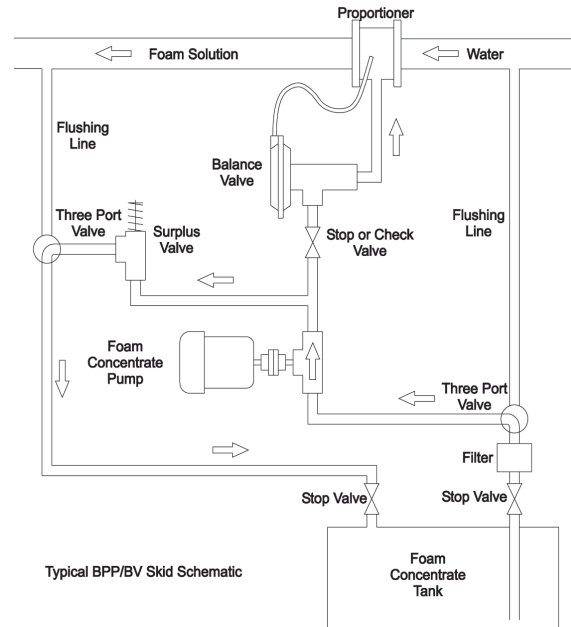 Proportioner
Foam Solution
Water
Flushing
Line
Balance
Valve
Three Port
Valve
Surplus
Valve
Stop or Check
Valve
Flushing
Line
Foam
Concentrate
Pump
Three Port
Valve
Filter
Stop Valve
Stop Valve
Foam
Concentrate
Tank
Typical BPP/BV Skid Schematic